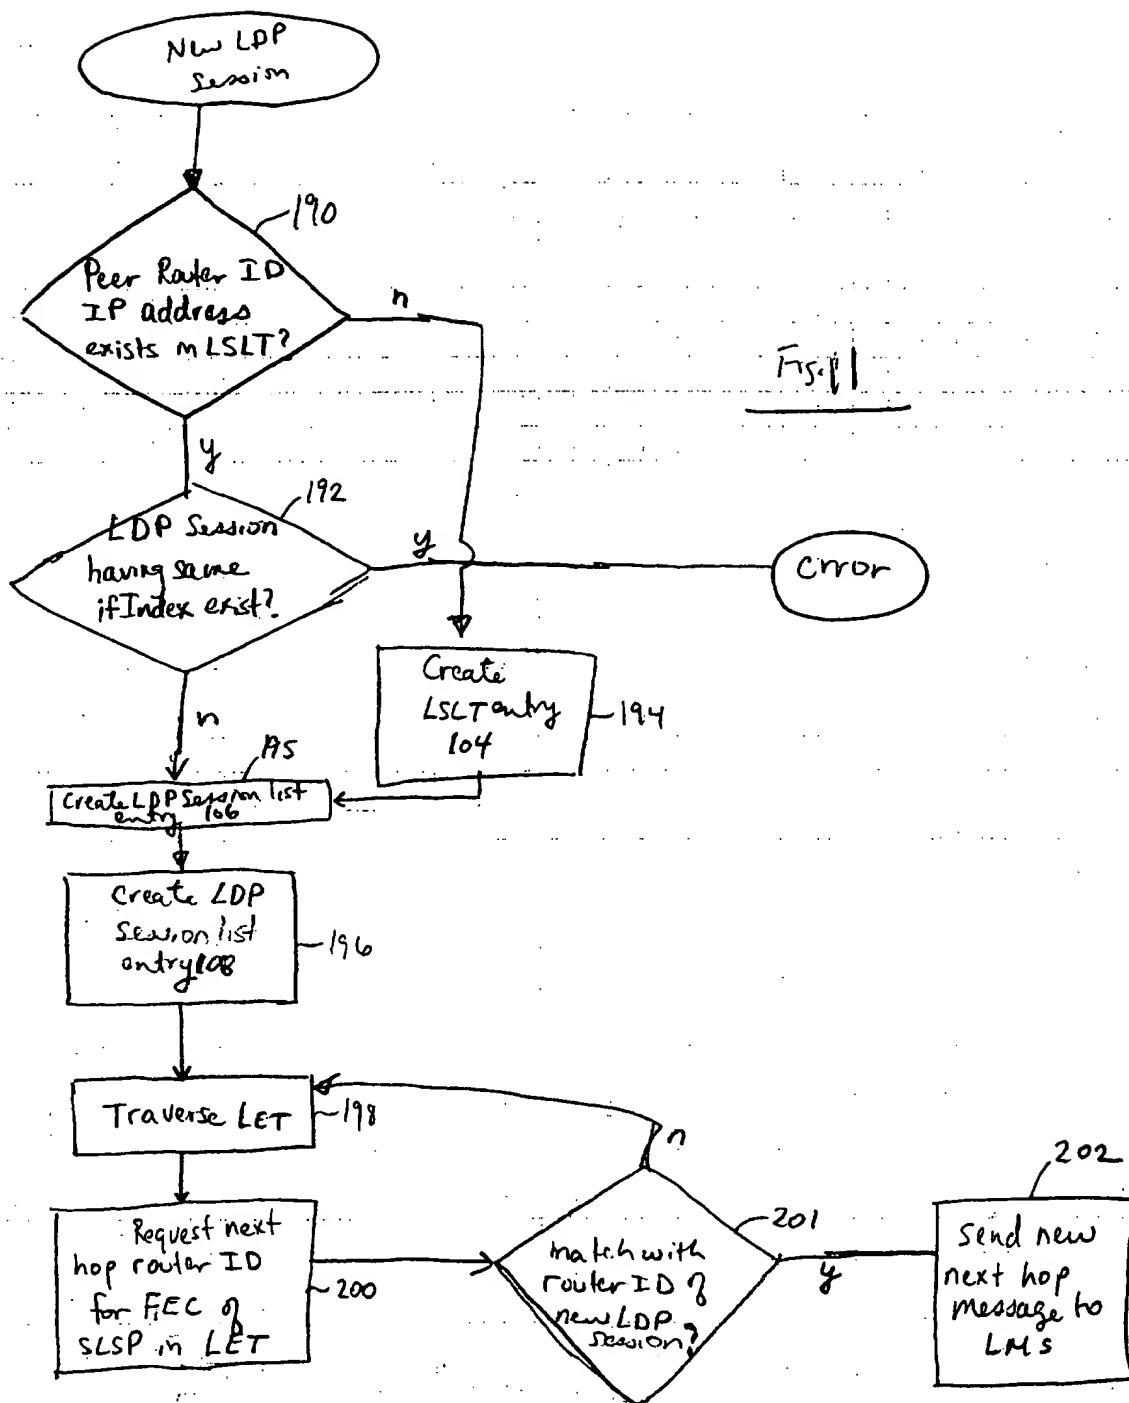 New LDP
Session
190
Peer Router ID
IP address
exists in LSLT?
n
Fig. 11
y
192
LDP Session
having same
ifIndex exist?
y
error
n
Create
LSLT entry
104
194
195
Create LDP Session list
entry 106
Create LDP
Session list
entry 108
196
Traverse LET
198
n
Request next
hop router ID
for FEC of
SLSP in LET
200
match with
router ID of
new LDP
session?
201
y
202
Send new
next hop
message to
LMS